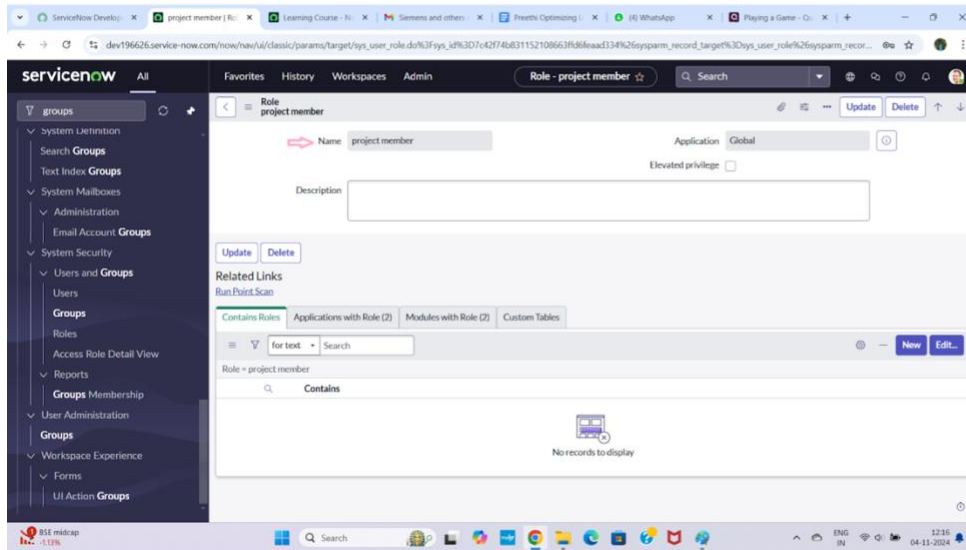 ServiceNow Develop
project member | Rol
Learning Course - No
Siemens and others
Preethi Optimizing U
(4) WhatsApp
Playing a Game - Qu
dev196626.service-now.com/now/nav/ui/classic/params/target/sys_user_role.do%3Fsys_id%3D7c42f74b831152108663ffd6feaad334%26sysparm_record_target%3Dsys_user_role%26sysparm_recor...
servicenow All Favorites History Workspaces Admin Role - project member Search
groups
System Definition
Search Groups
Text Index Groups
System Mailboxes
Administration
Email Account Groups
System Security
Users and Groups
Users
Groups
Roles
Access Role Detail View
Reports
Groups Membership
User Administration
Groups
Workspace Experience
Forms
UI Action Groups
Role
project member
Update Delete
Name project member Application Global
Elevated privilege
Description
Update Delete
Related Links
Run Point Scan
Contains Roles Applications with Role (2) Modules with Role (2) Custom Tables
for text Search New Edit...
Role = project member
Contains
No records to display
BSE midcap
-1.13%
Search
ENG
IN
12:16
04-11-2024